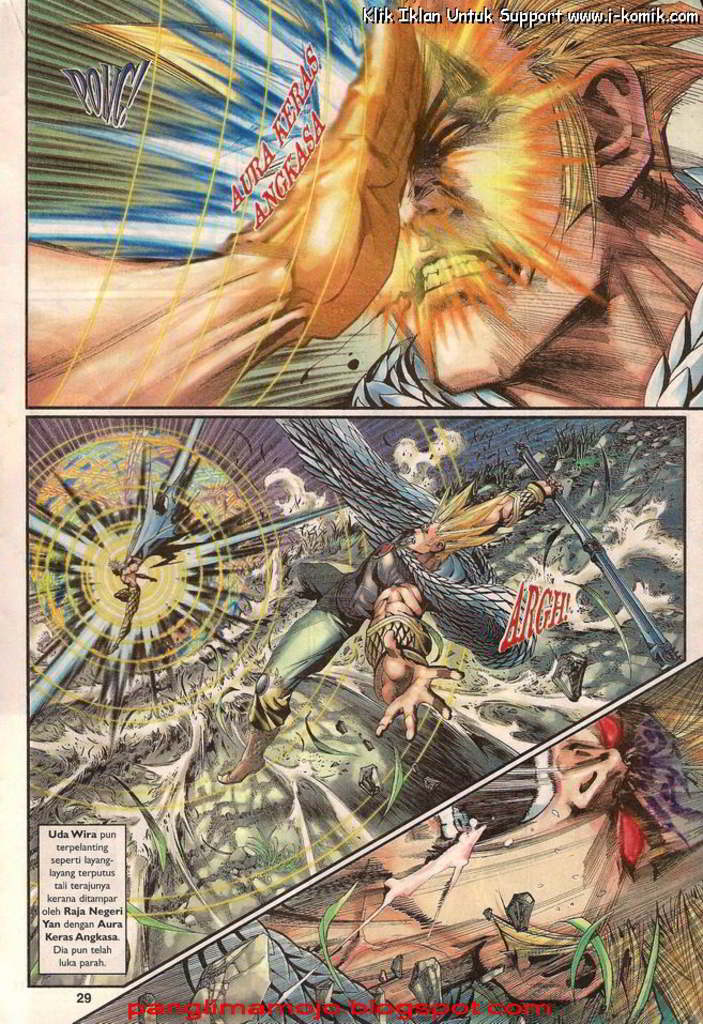 Klik Iklan Untuk Support www.i-komik.com
PONG!
AURA KERAS
ANGKASA
ARGH!
Uda Wira pun
terpelanting
seperti layang-
layang terputus
tali terajunya
kerana ditampar
oleh Raja Negeri
Yan dengan Aura
Keras Angkasa.
Dia pun telah
luka parah.
29
panglimamojo.blogspot.com